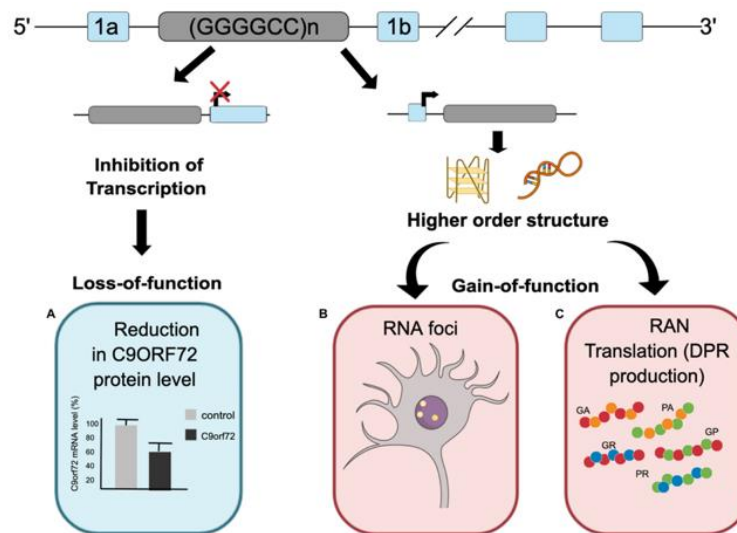 5' 1a (GGGGCC)n 1b 3'
Inhibition of
Transcription
Higher order structure
Loss-of-function
Gain-of-function
A
Reduction
in C9ORF72
protein level
C9orf72 mRNA level (%)
100
80
60
40
20
control
C9orf72
B
RNA foci
C
RAN
Translation (DPR
production)
GA
PA
GR
GP
PR